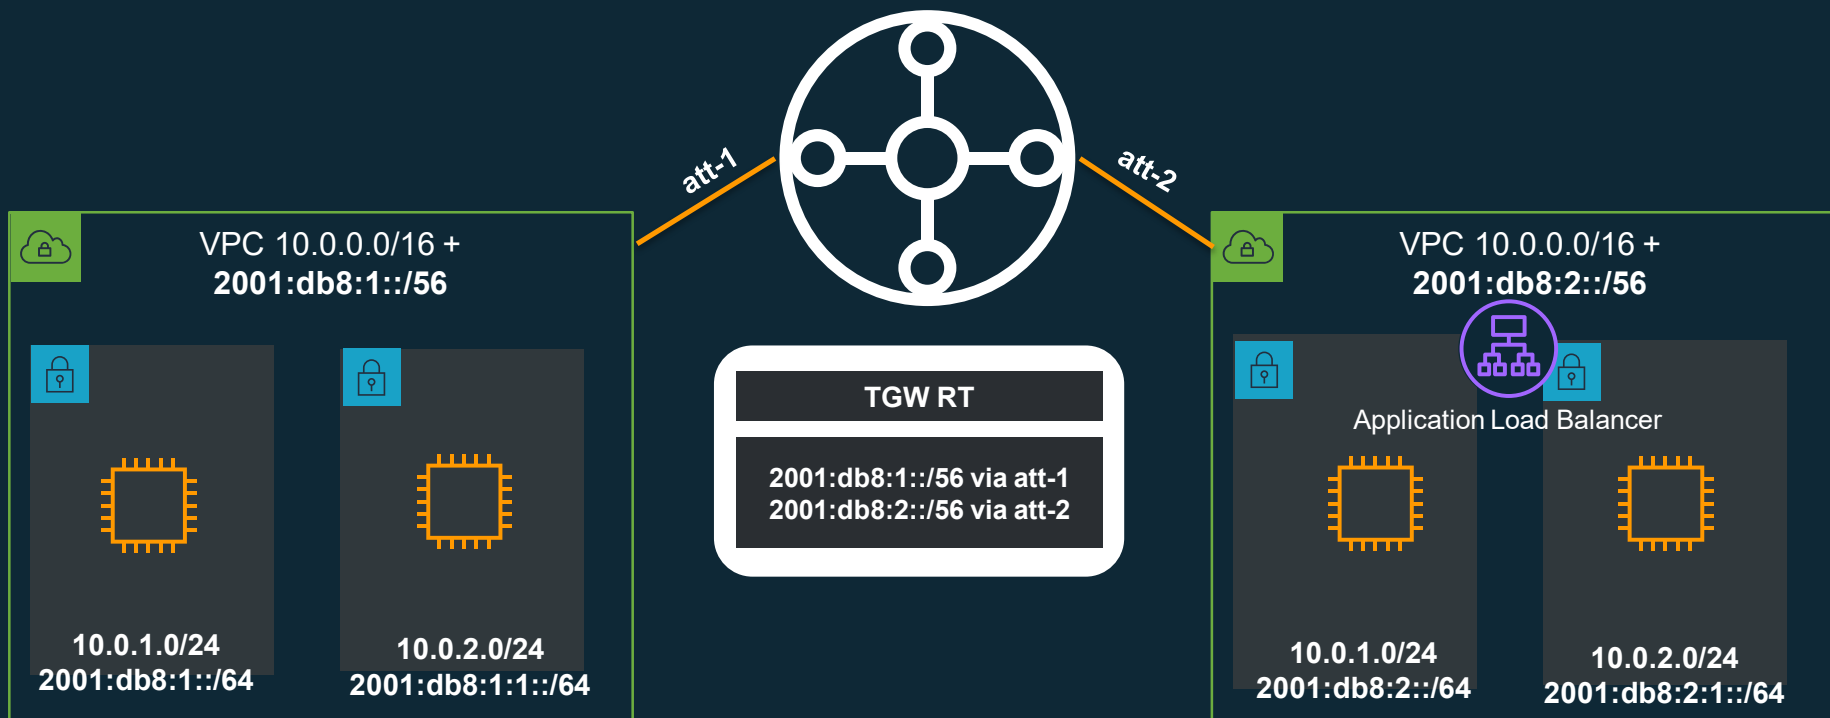 att-1
att-2
VPC 10.0.0.0/16 +
2001:db8:1::/56
VPC 10.0.0.0/16 +
2001:db8:2::/56
TGW RT
2001:db8:1::/56 via att-1
2001:db8:2::/56 via att-2
Application Load Balancer
10.0.1.0/24
2001:db8:1::/64
10.0.2.0/24
2001:db8:1:1::/64
10.0.1.0/24
2001:db8:2::/64
10.0.2.0/24
2001:db8:2:1::/64